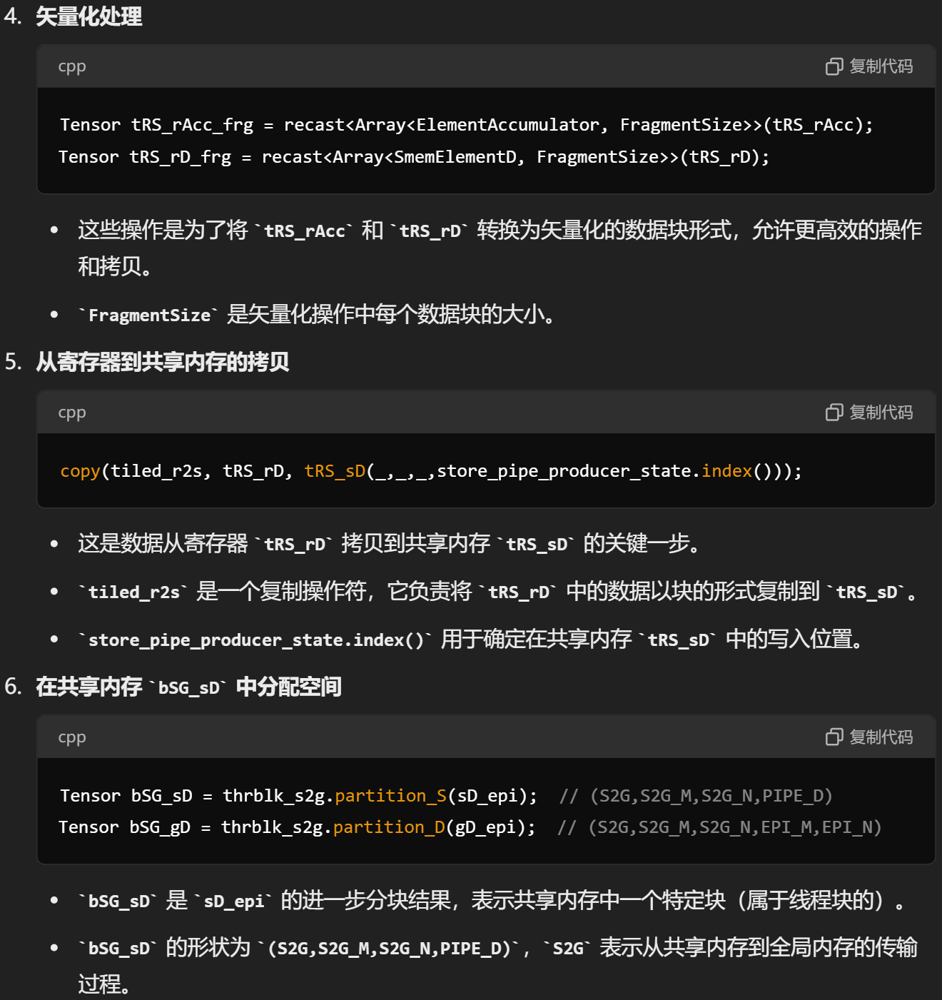 4. 矢量化处理
cpp 复制代码
Tensor tRS_rAcc_frg = recast<Array<ElementAccumulator, FragmentSize>>(tRS_rAcc);
Tensor tRS_rD_frg = recast<Array<SmemElementD, FragmentSize>>(tRS_rD);
• 这些操作是为了将 `tRS_rAcc` 和 `tRS_rD` 转换为矢量化的数据块形式，允许更高效的操作
和拷贝。
• `FragmentSize` 是矢量化操作中每个数据块的大小。
5. 从寄存器到共享内存的拷贝
cpp 复制代码
copy(tiled_r2s, tRS_rD, tRS_sD(_,_,_,store_pipe_producer_state.index()));
• 这是数据从寄存器 `tRS_rD` 拷贝到共享内存 `tRS_sD` 的关键一步。
• `tiled_r2s` 是一个复制操作符，它负责将 `tRS_rD` 中的数据以块的形式复制到 `tRS_sD`。
• `store_pipe_producer_state.index()` 用于确定在共享内存 `tRS_sD` 中的写入位置。
6. 在共享内存 `bSG_sD` 中分配空间
cpp 复制代码
Tensor bSG_sD = thrblk_s2g.partition_S(sD_epi); // (S2G,S2G_M,S2G_N,PIPE_D)
Tensor bSG_gD = thrblk_s2g.partition_D(gD_epi); // (S2G,S2G_M,S2G_N,EPI_M,EPI_N)
• `bSG_sD` 是 `sD_epi` 的进一步分块结果，表示共享内存中一个特定块（属于线程块的）。
• `bSG_sD` 的形状为 `(S2G,S2G_M,S2G_N,PIPE_D)`，`S2G` 表示从共享内存到全局内存的传输
过程。